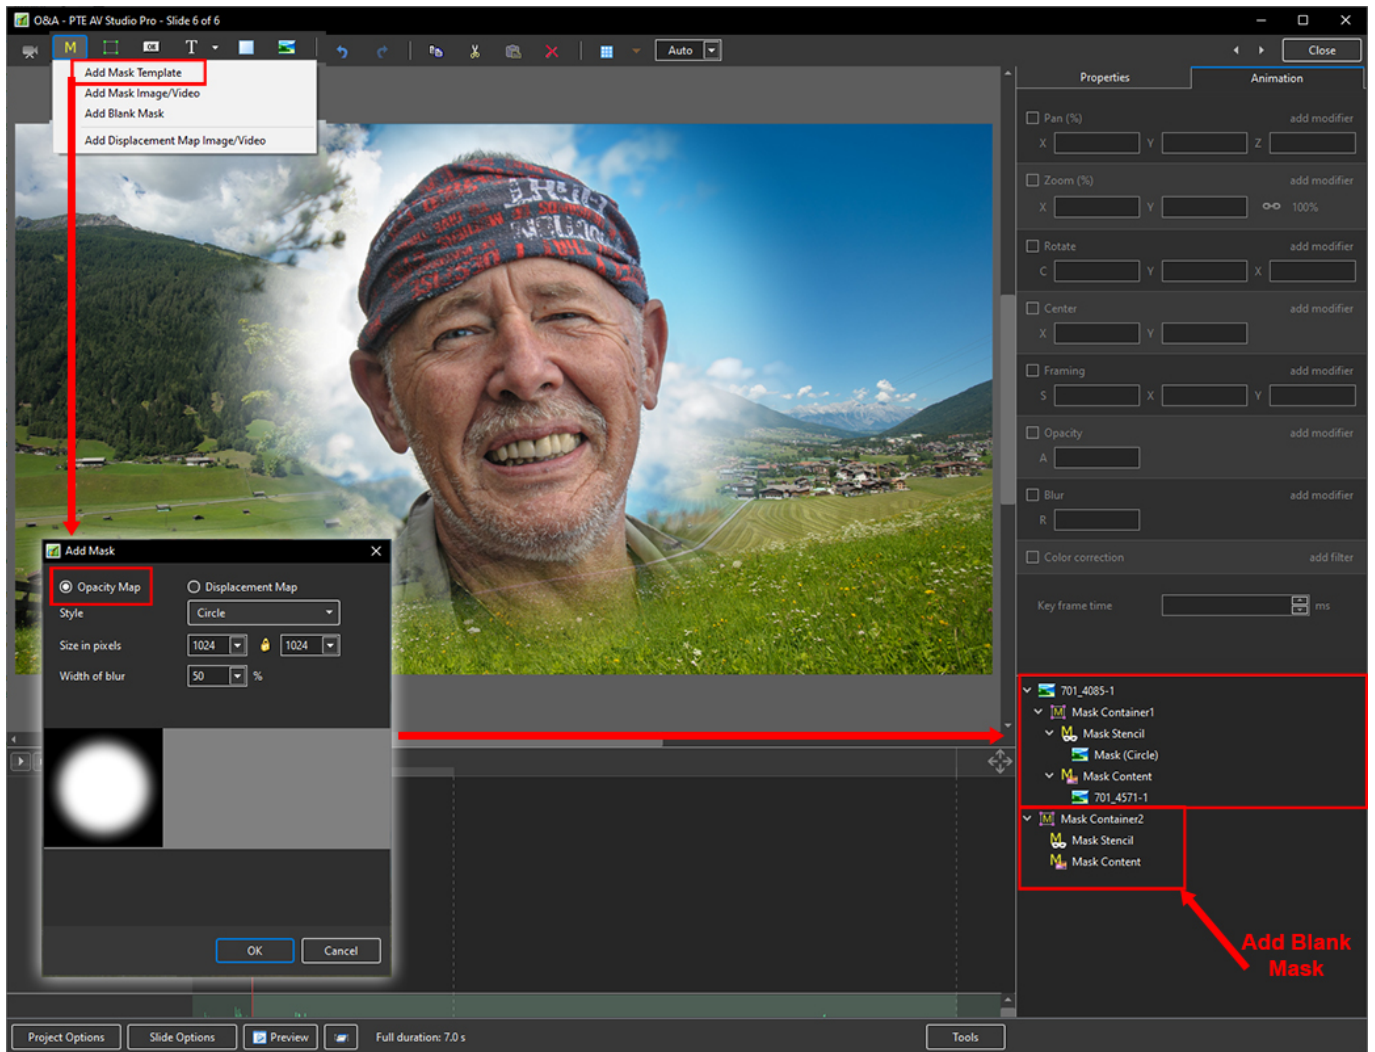 O&A - PTE AV Studio Pro - Slide 6 of 6
M OK T Auto Close
Add Mask Template
Add Mask Image/Video
Add Blank Mask
Add Displacement Map Image/Video
Properties Animation
Pan (%) add modifier
X Y Z
Zoom (%) add modifier
X Y 100%
Rotate add modifier
C Y X
Center add modifier
X Y
Framing add modifier
S X Y
Opacity add modifier
A
Blur add modifier
R
Color correction add filter
Key frame time ms
Add Mask
Opacity Map Displacement Map
Style Circle
Size in pixels 1024 1024
Width of blur 50 %
OK Cancel
701_4085-1
M Mask Container1
M Mask Stencil
Mask (Circle)
M Mask Content
701_4571-1
M Mask Container2
M Mask Stencil
M Mask Content
Add Blank
Mask
Project Options Slide Options Preview Full duration: 7.0 s Tools